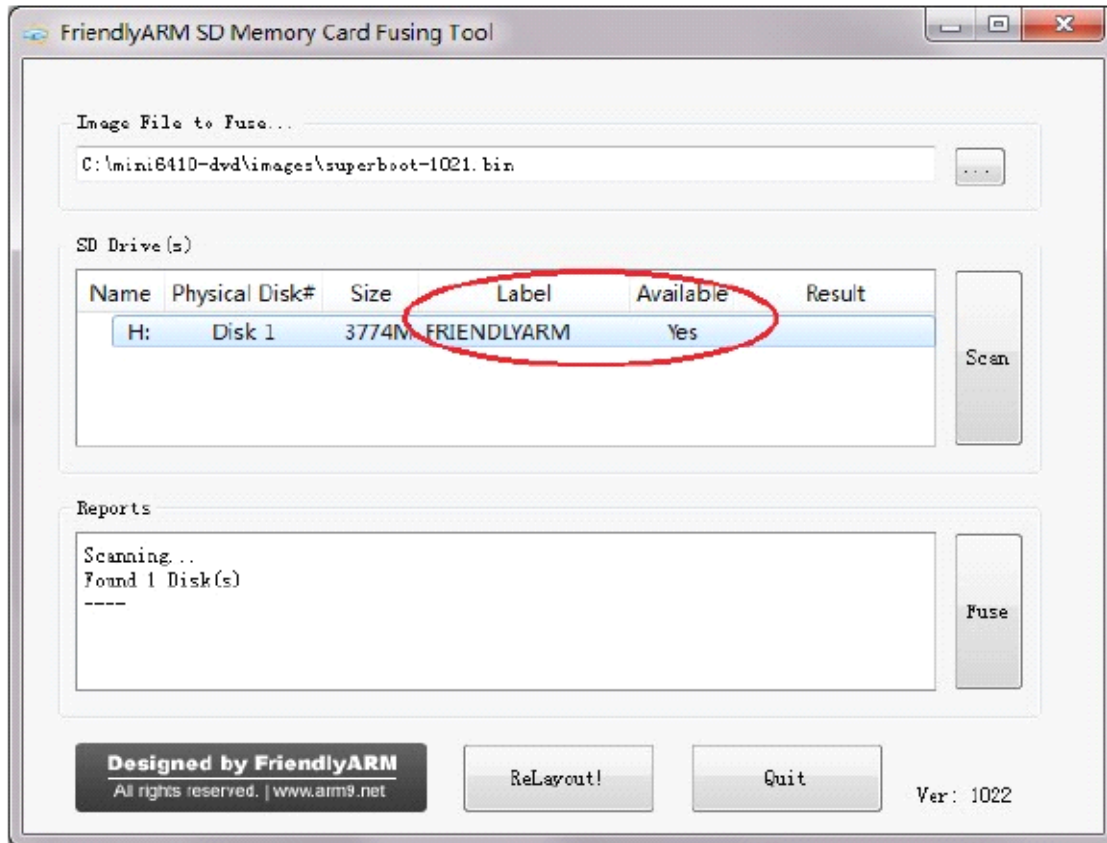 FriendlyARM SD Memory Card Fusing Tool
Image File to Fuse...
C:\mini6410-dvd\images\superboot-1021.bin
...
SD Drive(s)
Name Physical Disk# Size Label Available Result
H: Disk 1 3774M FRIENDLYARM Yes
Scan
Reports
Scanning...
Found 1 Disk(s)
----
Fuse
Designed by FriendlyARM
All rights reserved. | www.arm9.net
ReLayout!
Quit
Ver: 1022